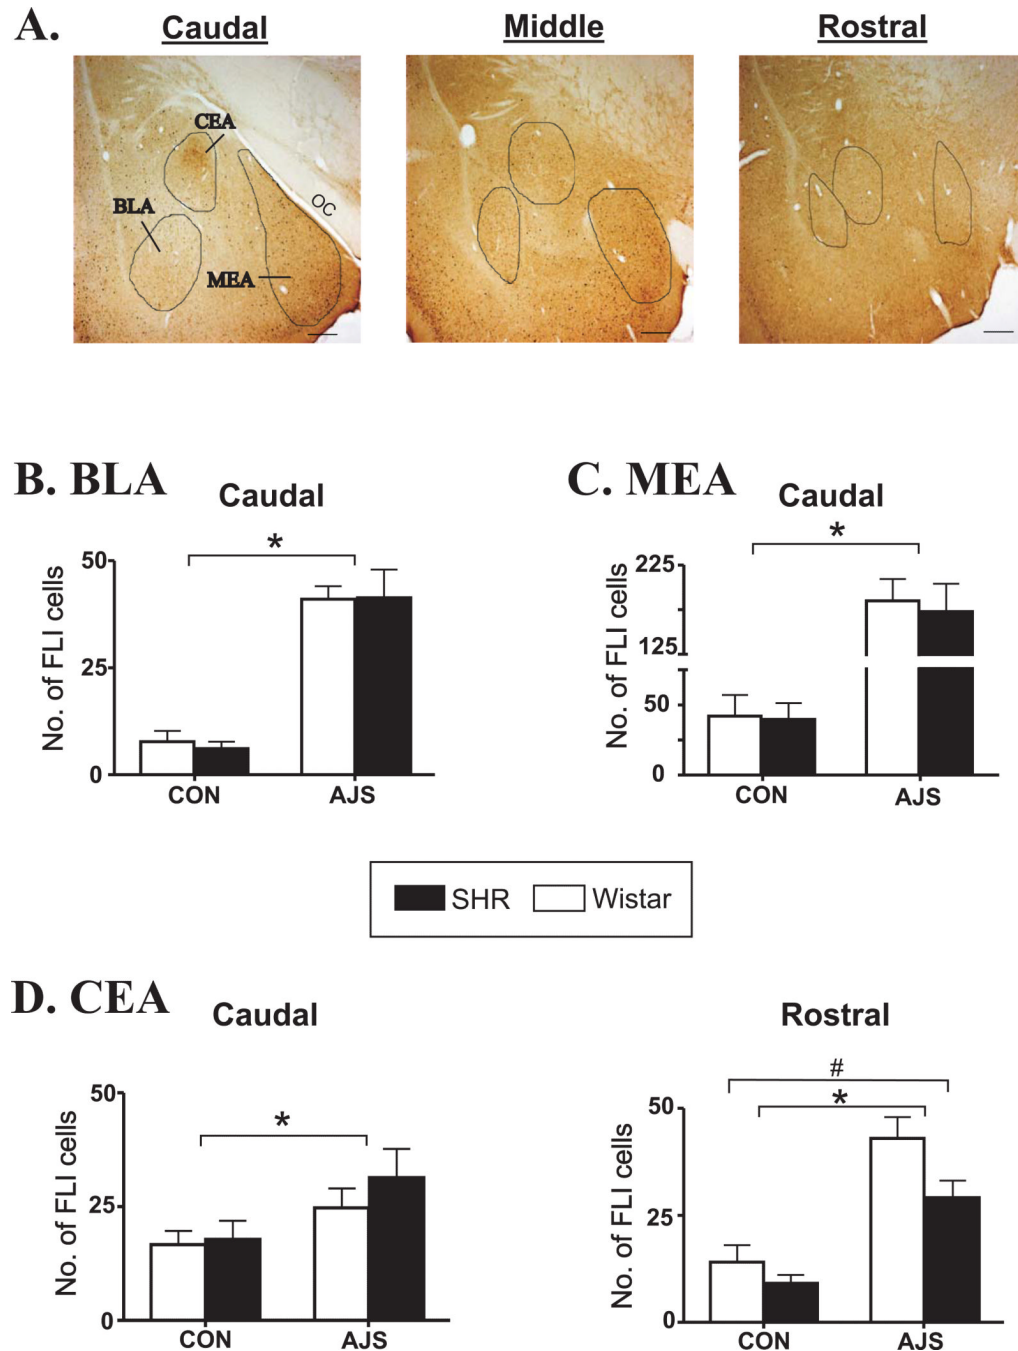 A.
Caudal
Middle
Rostral
CEA
BLA
MEA
OC
B. BLA
Caudal
*
No. of FLI cells
50
25
0
CON
AJS
C. MEA
Caudal
*
No. of FLI cells
225
125
50
0
CON
AJS
SHR
Wistar
D. CEA
Caudal
*
No. of FLI cells
50
25
0
CON
AJS
Rostral
#
*
No. of FLI cells
50
25
0
CON
AJS